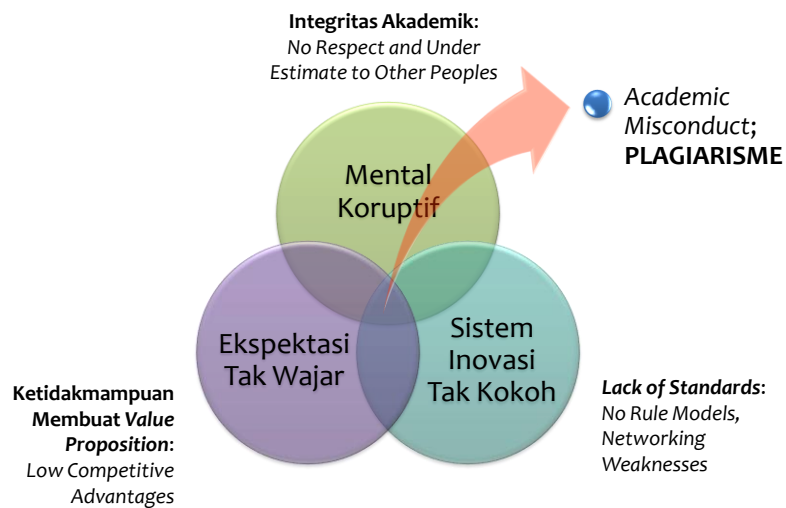 Integritas Akademik:
No Respect and Under
Estimate to Other Peoples
Academic
Misconduct;
PLAGIARISME
Mental
Koruptif
Ekspektasi
Tak Wajar
Sistem
Inovasi
Tak Kokoh
Ketidakmampuan
Membuat Value
Proposition:
Low Competitive
Advantages
Lack of Standards:
No Rule Models,
Networking
Weaknesses